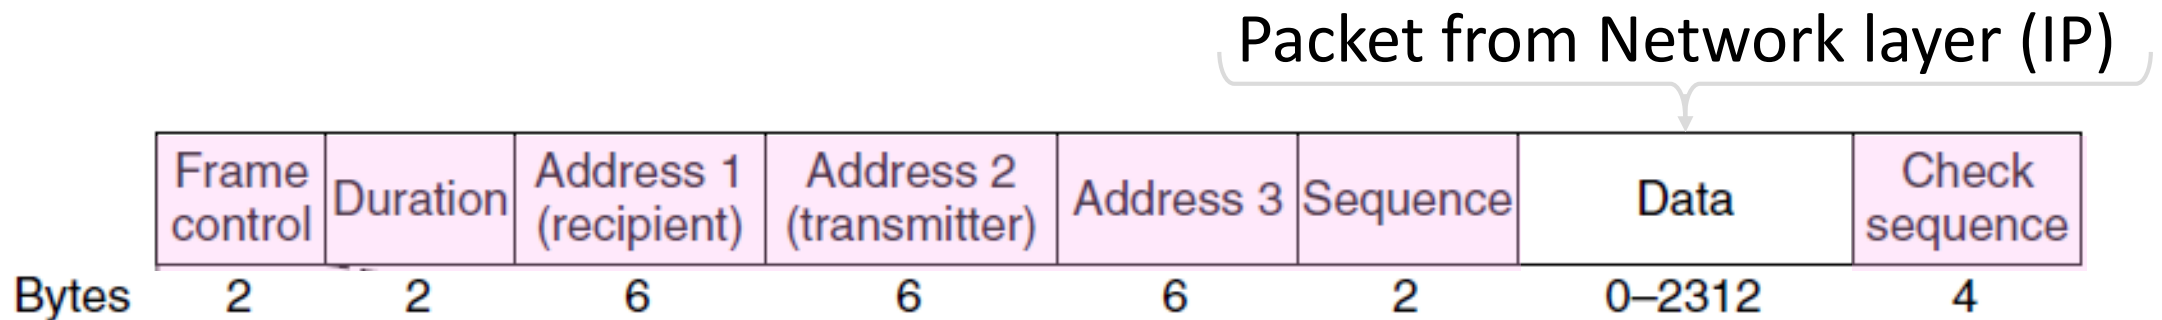 Packet from Network layer (IP)
Frame control
Duration
Address 1 (recipient)
Address 2 (transmitter)
Address 3
Sequence
Data
Check sequence
Bytes 2 2 6 6 6 2 0–2312 4